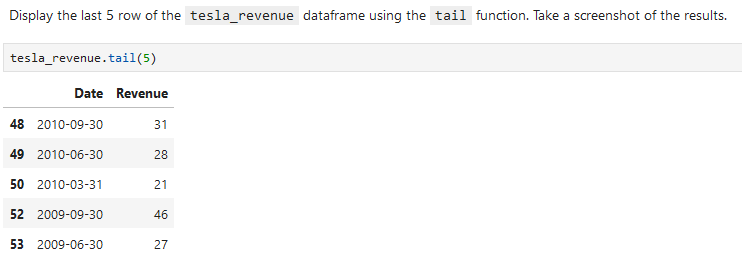 Display the last 5 row of the tesla_revenue dataframe using the tail function. Take a screenshot of the results.
tesla_revenue.tail(5)
Date Revenue
48 2010-09-30 31
49 2010-06-30 28
50 2010-03-31 21
52 2009-09-30 46
53 2009-06-30 27